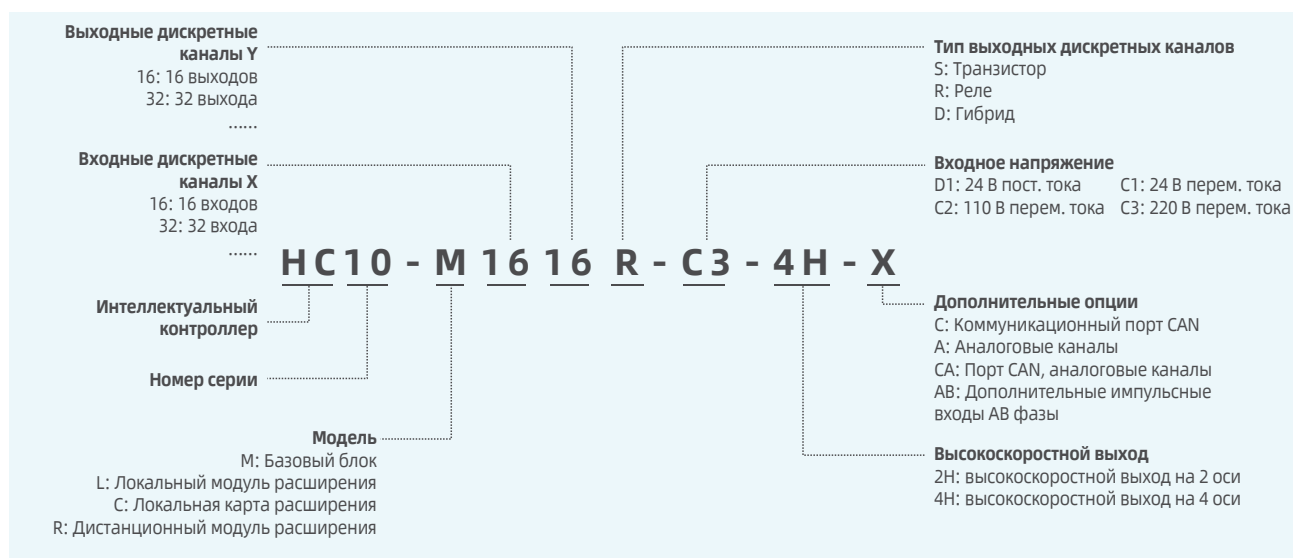 Выходные дискретные
каналы Y
16: 16 выходов
32: 32 выхода
......
Входные дискретные
каналы X
16: 16 входов
32: 32 входа
......
Тип выходных дискретных каналов
S: Транзистор
R: Реле
D: Гибрид
Входное напряжение
D1: 24 В пост. тока C1: 24 В перем. тока
C2: 110 В перем. тока C3: 220 В перем. тока
HC10-M1616R-C3-4H-X
Интеллектуальный
контроллер
Номер серии
Модель
M: Базовый блок
L: Локальный модуль расширения
C: Локальная карта расширения
R: Дистанционный модуль расширения
Дополнительные опции
C: Коммуникационный порт CAN
A: Аналоговые каналы
CA: Порт CAN, аналоговые каналы
AB: Дополнительные импульсные
входы AB фазы
Высокоскоростной выход
2H: высокоскоростной выход на 2 оси
4H: высокоскоростной выход на 4 оси